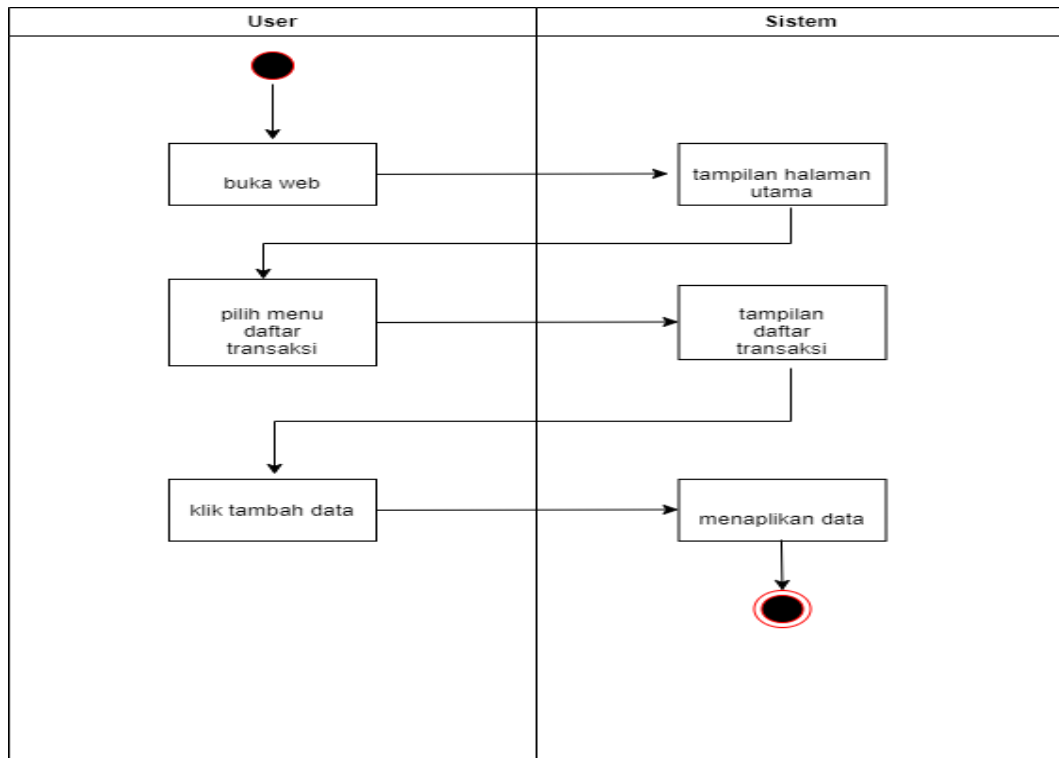 User
Sistem
buka web
tampilan halaman
utama
pilih menu
daftar
transaksi
tampilan
daftar
transaksi
klik tambah data
menaplikan data